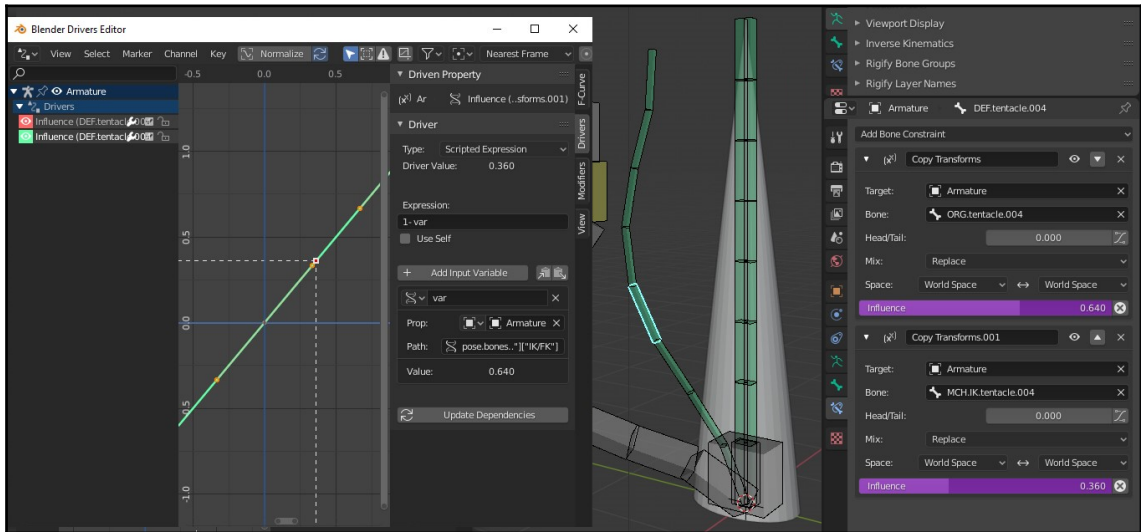 Blender Drivers Editor
View Select Marker Channel Key Normalize Nearest Frame
-0.5 0.0 0.5
Armature
Drivers
Influence (DEF.tentacl
Influence (DEF.tentacl
1.0
0.5
0.0
-0.5
-1.0
Driven Property
(x¹) Ar Influence (..sforms.001)
Driver
Type: Scripted Expression
Driver Value: 0.360
Expression:
1- var
Use Self
+ Add Input Variable
var
Prop: Armature
Path: pose.bones.."]["IK/FK"]
Value: 0.640
Update Dependencies
F-Curve
Drivers
Modifiers
View
Viewport Display
Inverse Kinematics
Rigify Bone Groups
Rigify Layer Names
Armature DEF.tentacle.004
Add Bone Constraint
Copy Transforms
Target: Armature
Bone: ORG.tentacle.004
Head/Tail: 0.000
Mix: Replace
Space: World Space ↔ World Space
Influence 0.640
Copy Transforms.001
Target: Armature
Bone: MCH.IK.tentacle.004
Head/Tail: 0.000
Mix: Replace
Space: World Space ↔ World Space
Influence 0.360